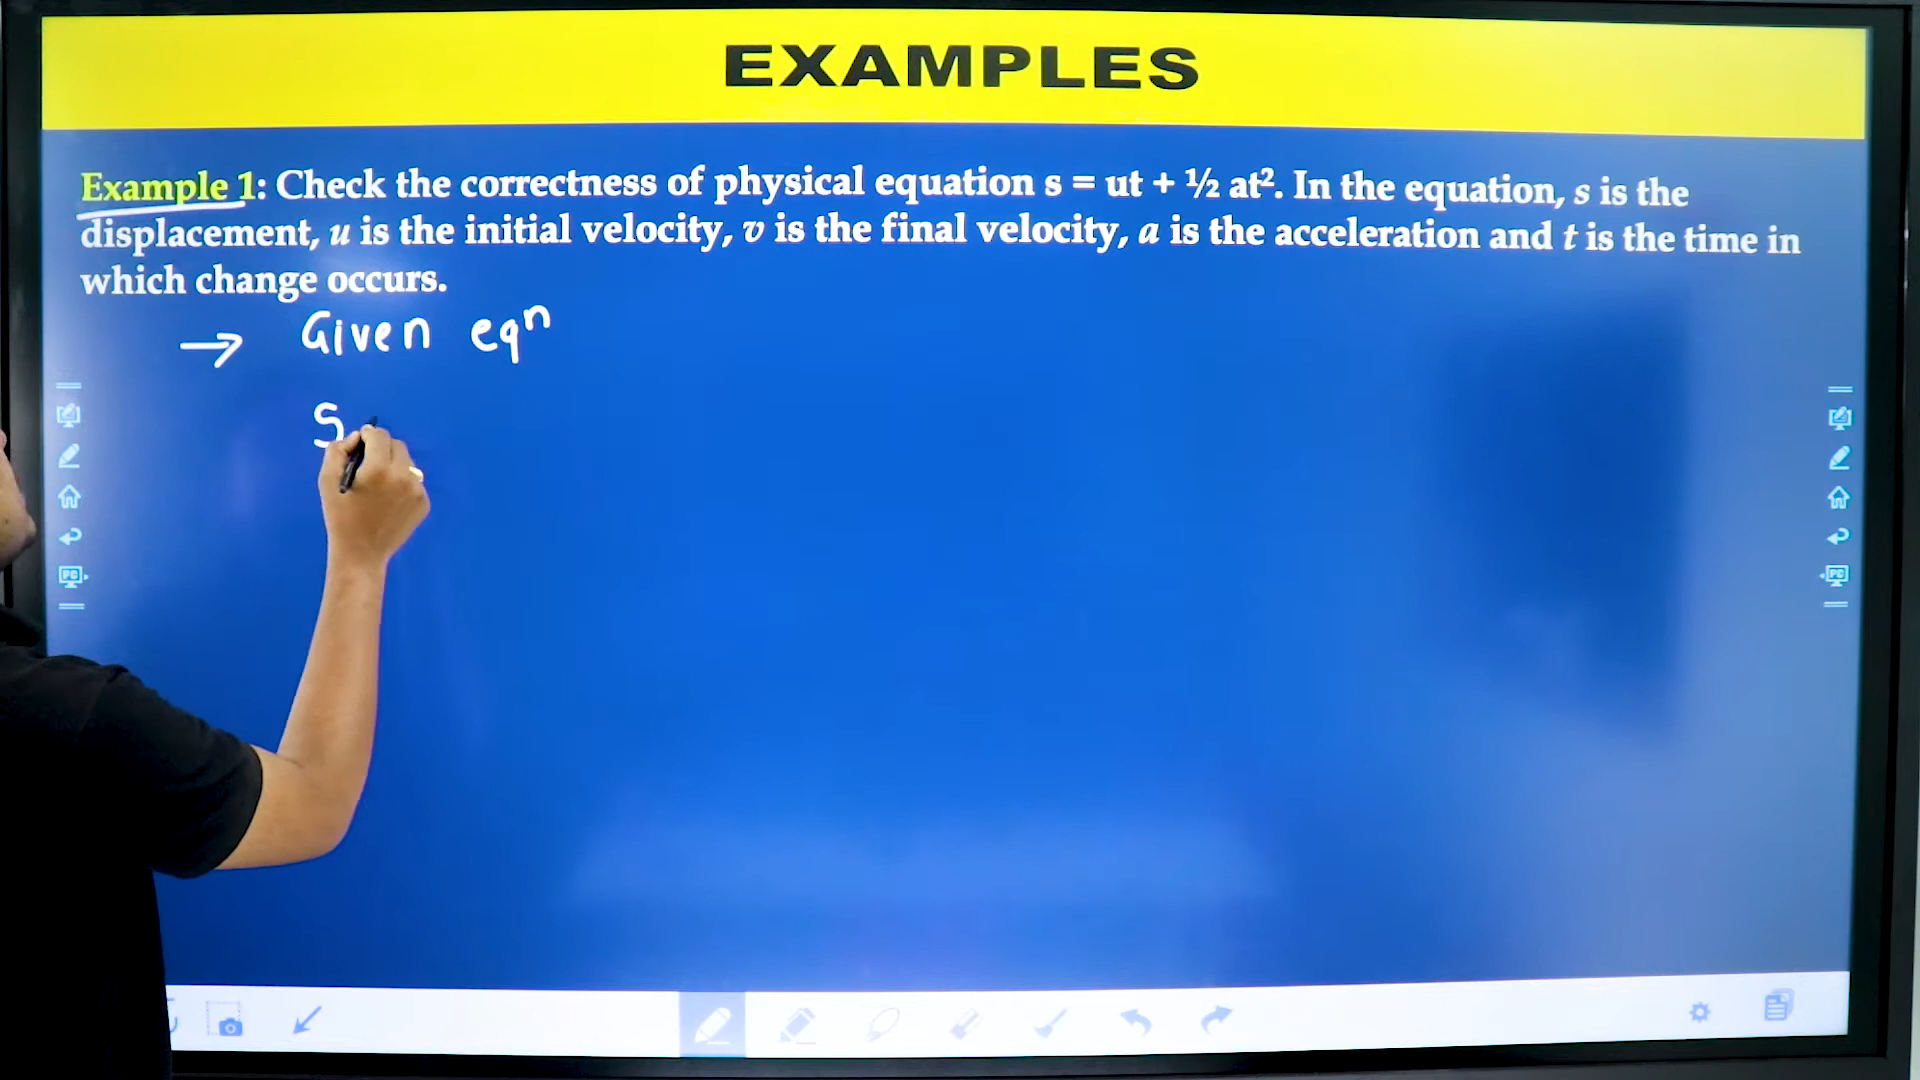 EXAMPLES
Example 1: Check the correctness of physical equation s = ut + ½ at². In the equation, s is the
displacement, u is the initial velocity, v is the final velocity, a is the acceleration and t is the time in
which change occurs.
→ Given eqⁿ
S
PC
PC